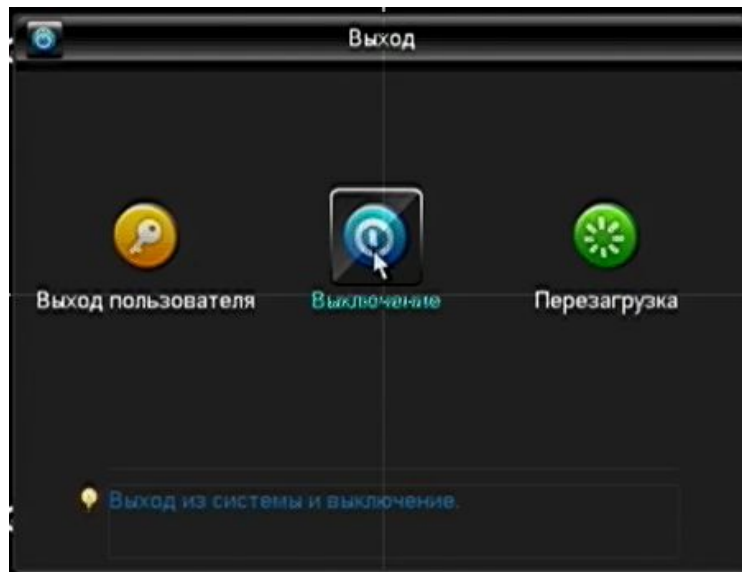 Выход
Выход пользователя
Выключение
Перезагрузка
Выход из системы и выключение.